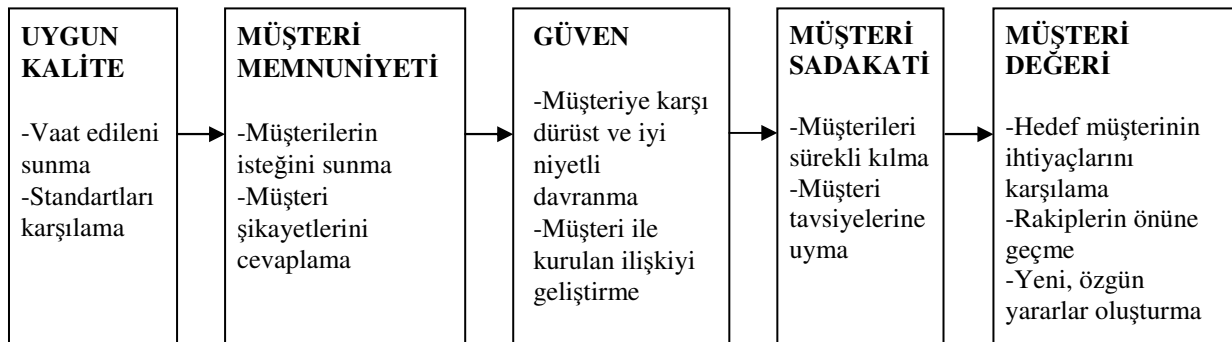 UYGUN
KALİTE
-Vaat edileni
sunma
-Standartları
karşılama
MÜŞTERİ
MEMNUNİYETİ
-Müşterilerin
isteğini sunma
-Müşteri
şikayetlerini
cevaplama
GÜVEN
-Müşteriye karşı
dürüst ve iyi
niyetli
davranma
-Müşteri ile
kurulan ilişkiyi
geliştirme
MÜŞTERİ
SADAKATİ
-Müşterileri
sürekli kılma
-Müşteri
tavsiyelerine
uyma
MÜŞTERİ
DEĞERİ
-Hedef müşterinin
ihtiyaçlarını
karşılama
-Rakiplerin önüne
geçme
-Yeni, özgün
yararlar oluşturma